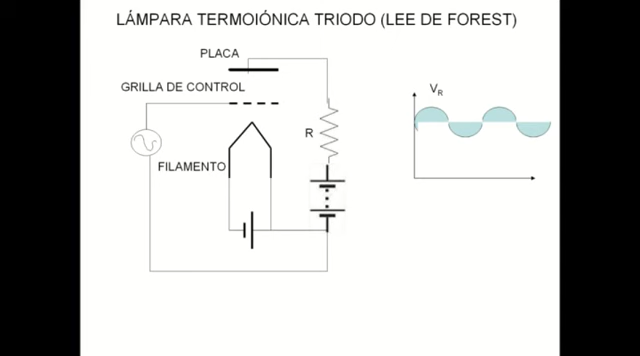 LÁMPARA TERMOIÓNICA TRIODO (LEE DE FOREST)
PLACA
GRILLA DE CONTROL
V_R
R
FILAMENTO